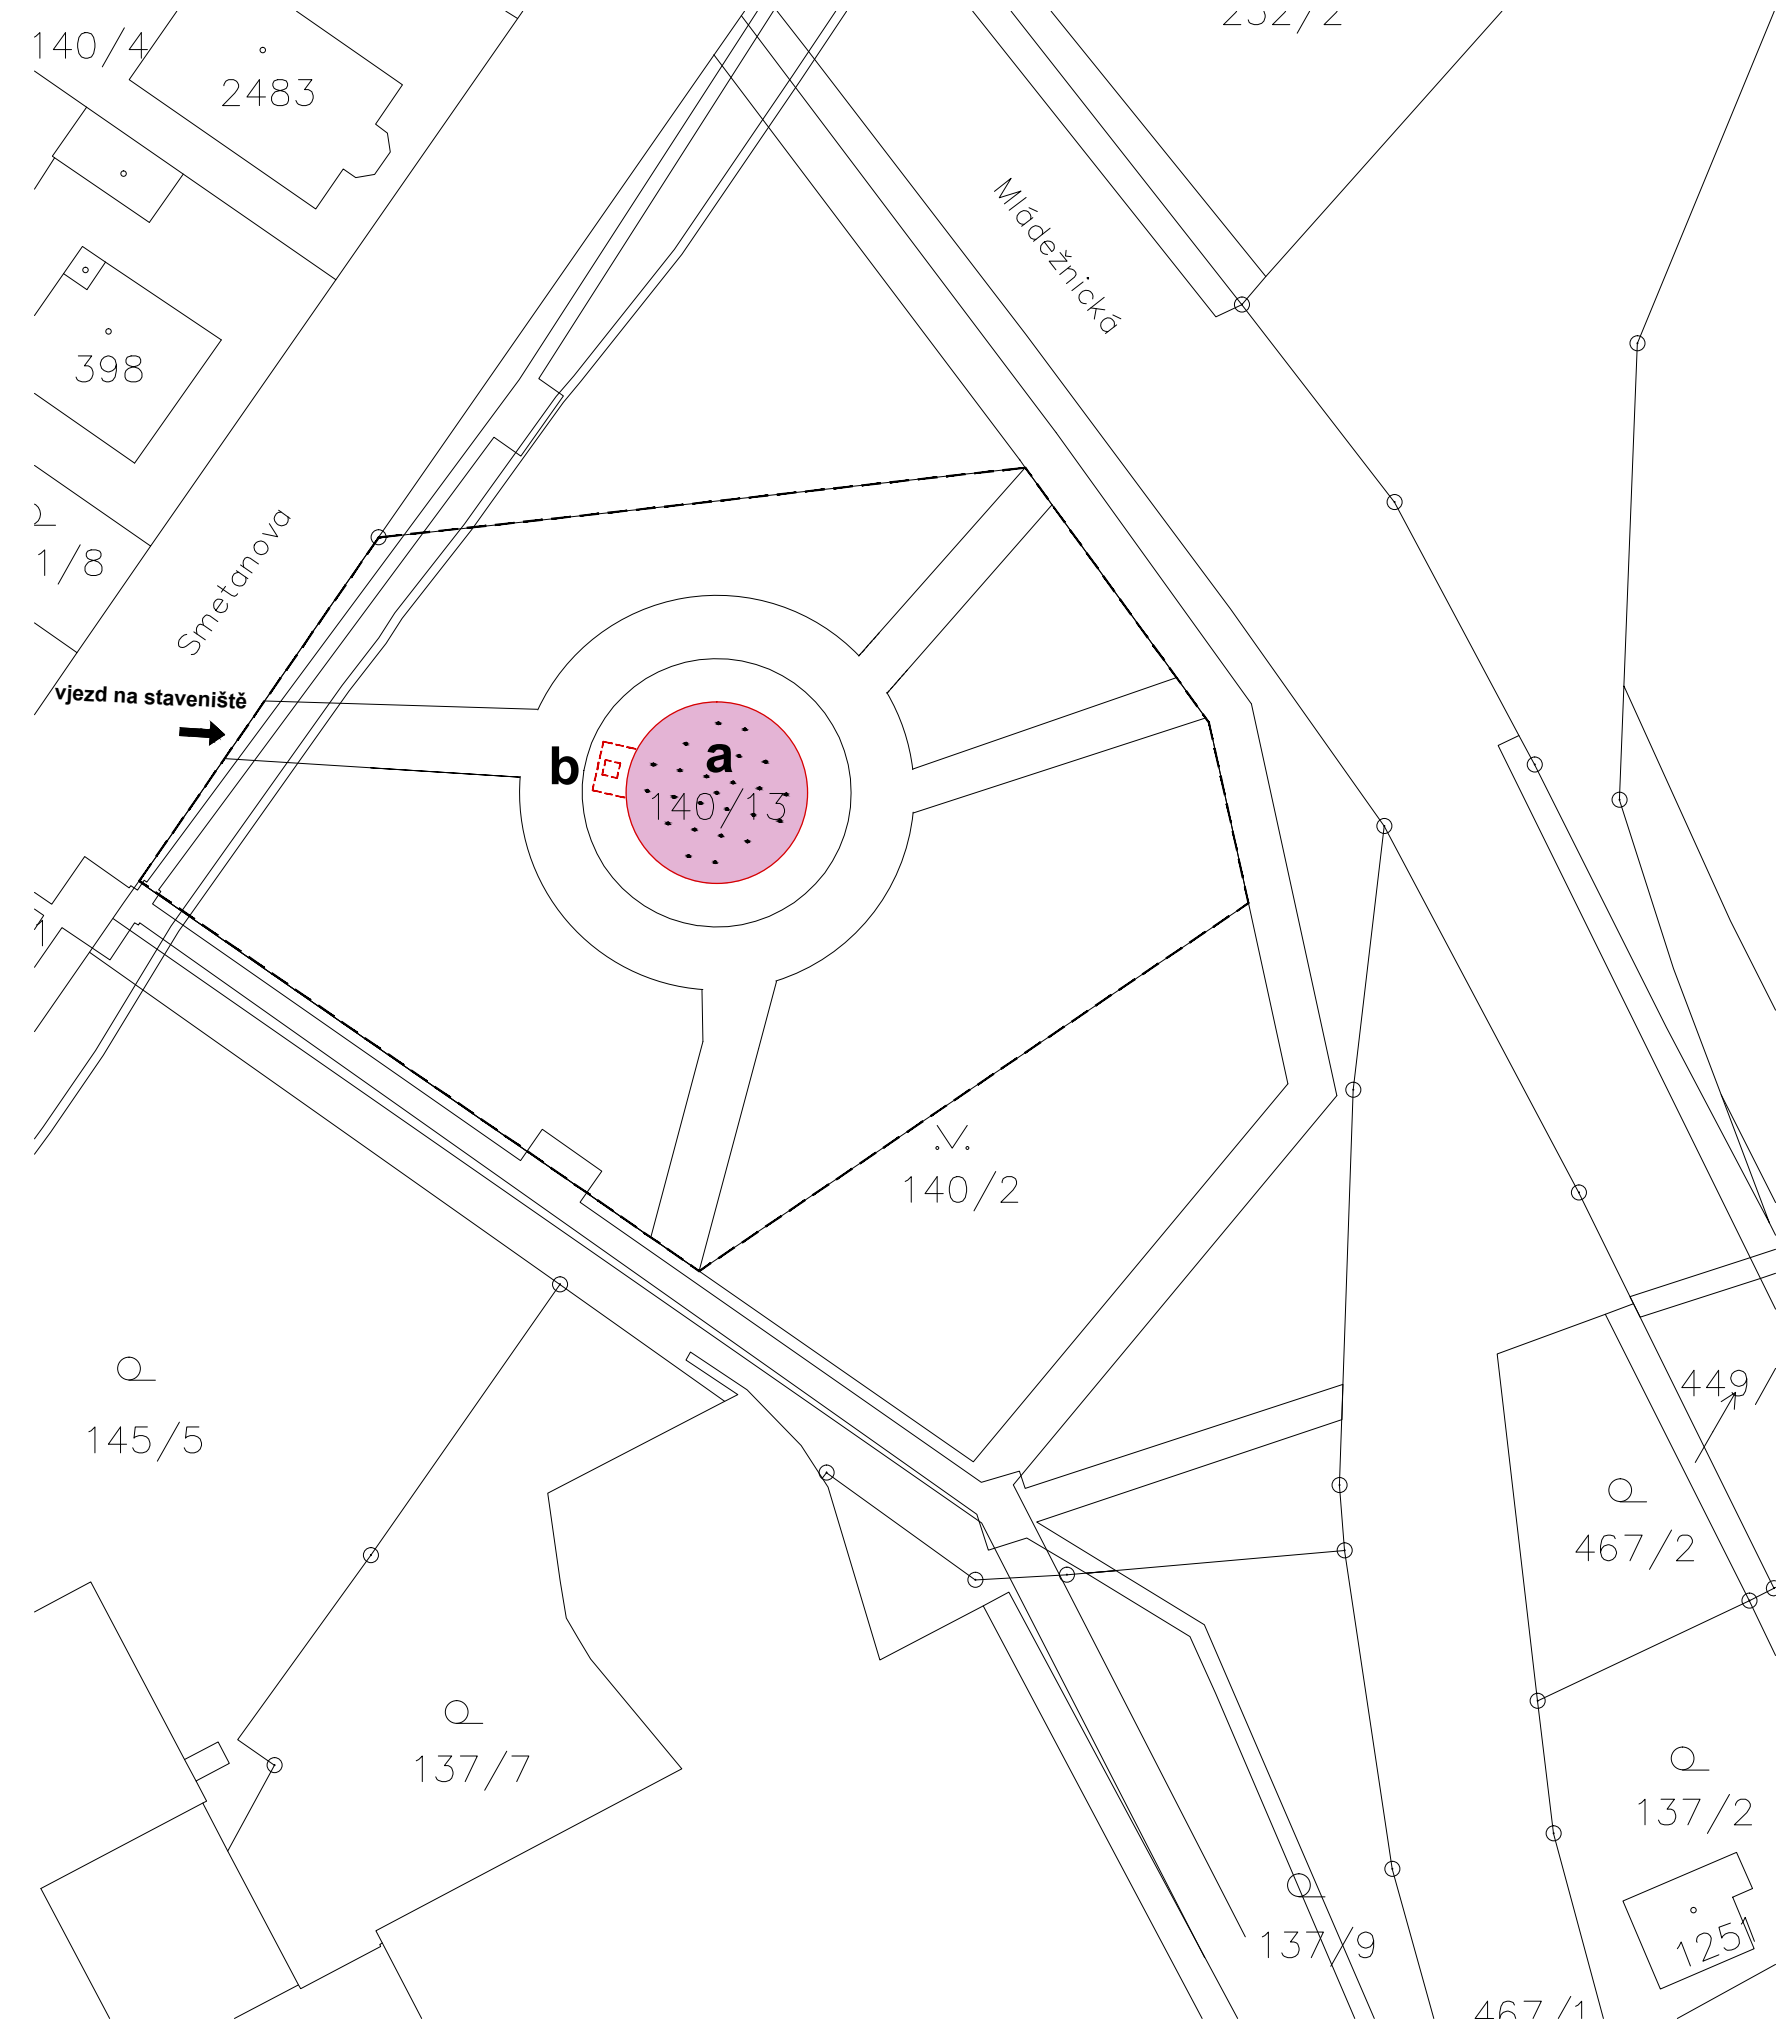 140/4
2483
Mládežnická
398
1/8
Smetanova
vjezd na staveniště
a
b
140/13
140/2
145/5
449/
467/2
137/7
137/2
137/9
1251